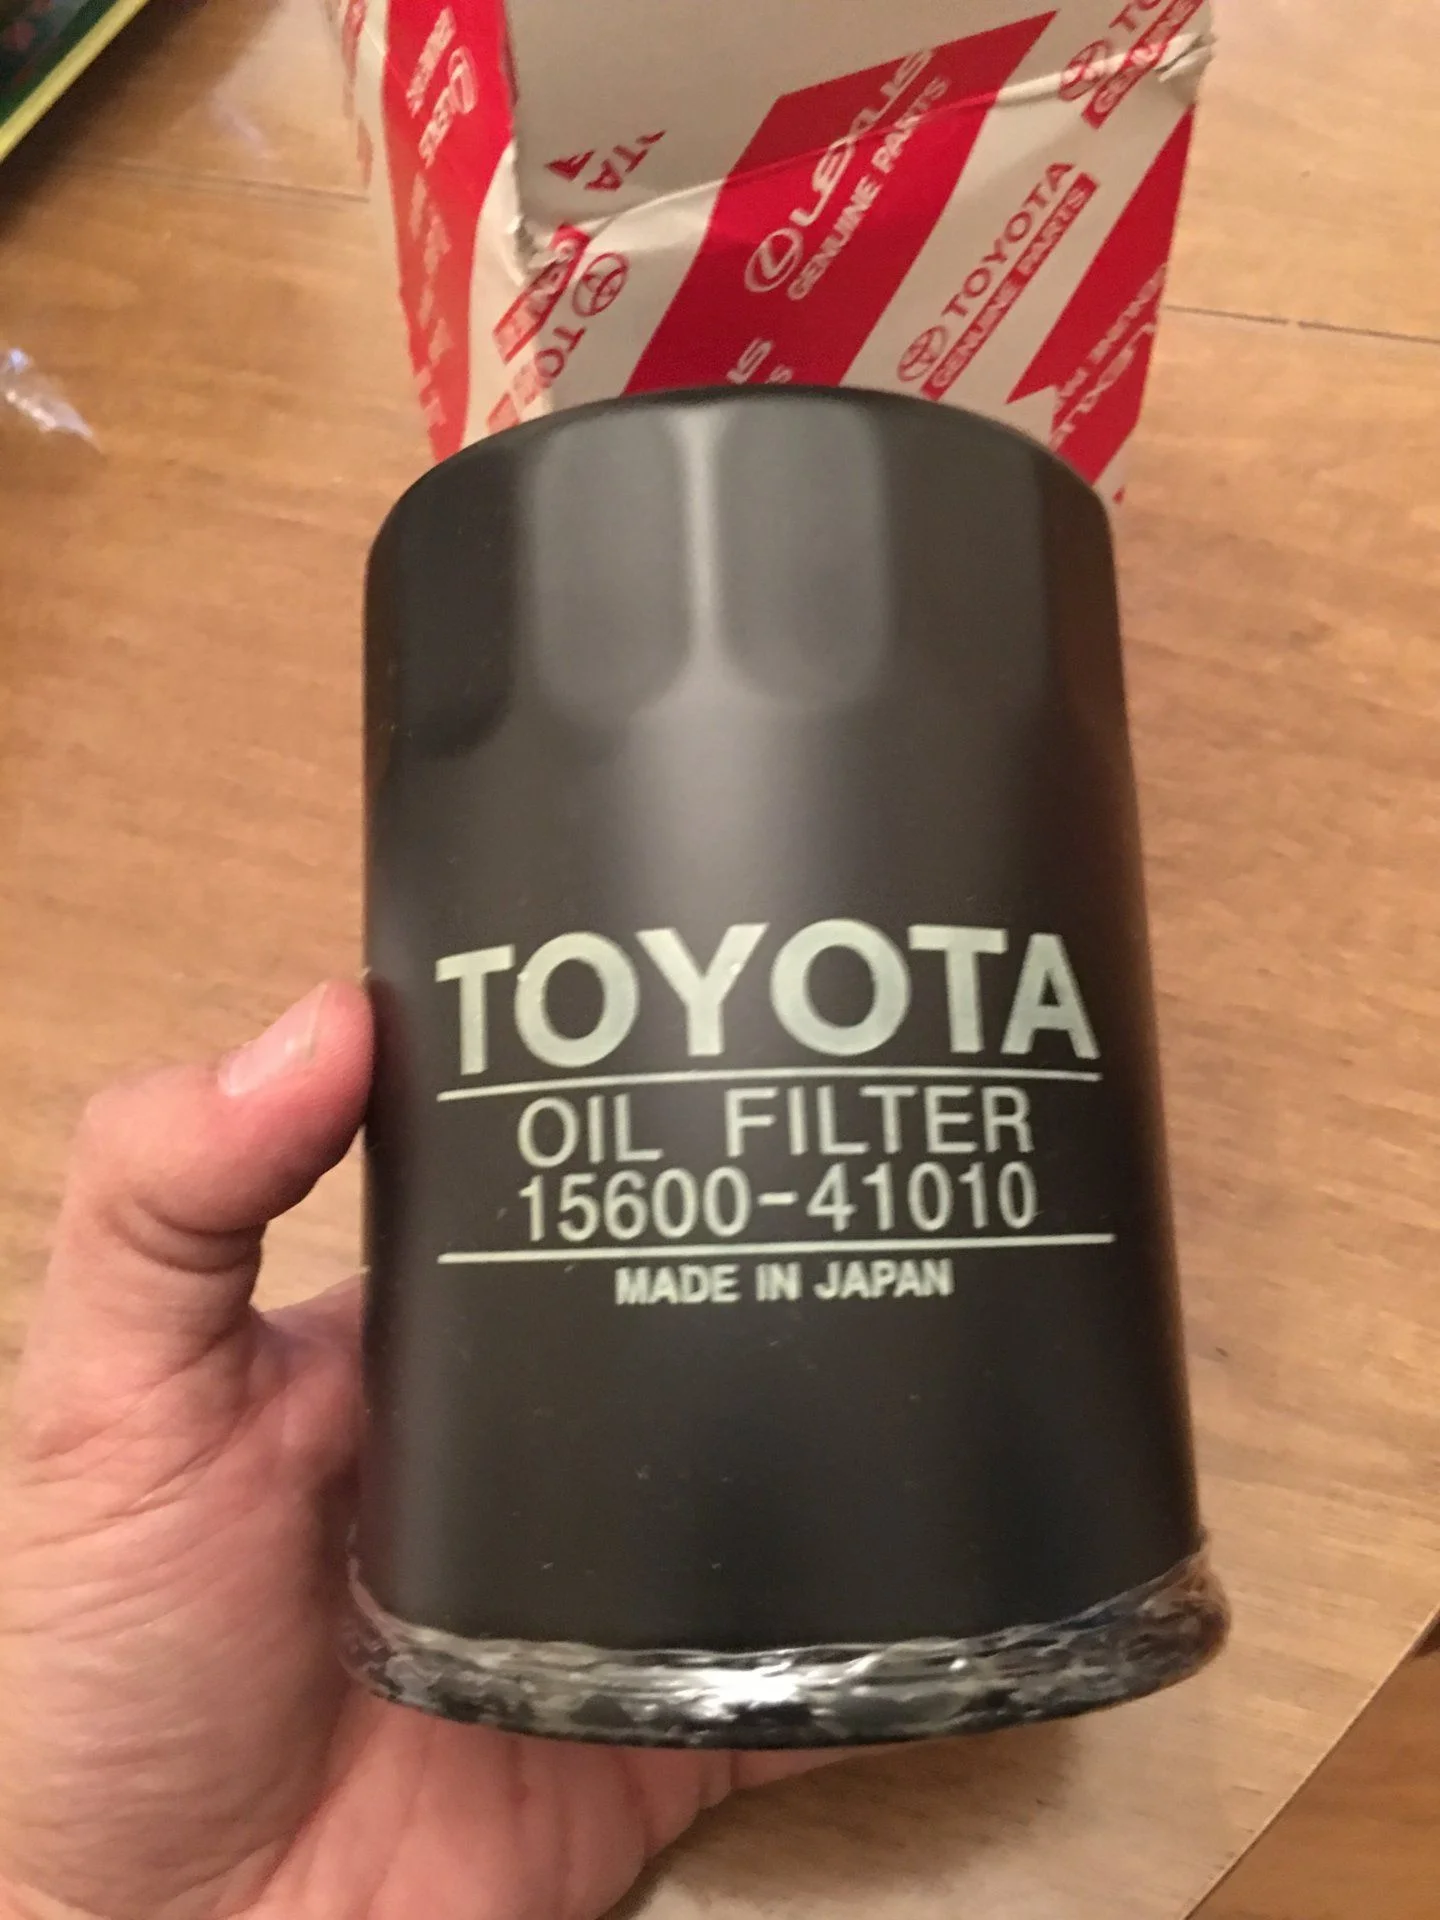 LEXUS
GENUINE PARTS
TOYOTA
GENUINE PARTS
TOYOTA
OIL FILTER
15600-41010
MADE IN JAPAN